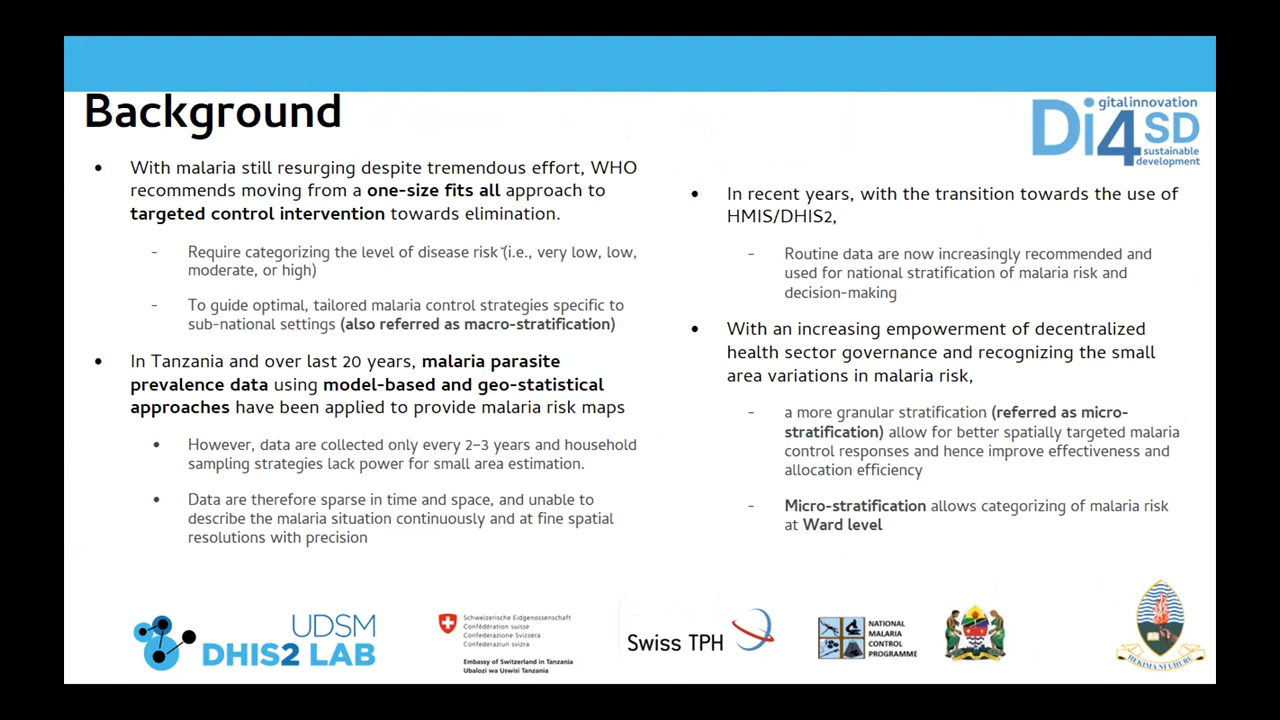 Background
Di4SD
gital innovation
sustainable
development
• With malaria still resurging despite tremendous effort, WHO
recommends moving from a one-size fits all approach to
targeted control intervention towards elimination.
- Require categorizing the level of disease risk (i.e., very low, low,
moderate, or high)
- To guide optimal, tailored malaria control strategies specific to
sub-national settings (also referred as macro-stratification)
• In Tanzania and over last 20 years, malaria parasite
prevalence data using model-based and geo-statistical
approaches have been applied to provide malaria risk maps
• However, data are collected only every 2–3 years and household
sampling strategies lack power for small area estimation.
• Data are therefore sparse in time and space, and unable to
describe the malaria situation continuously and at fine spatial
resolutions with precision
• In recent years, with the transition towards the use of
HMIS/DHIS2,
- Routine data are now increasingly recommended and
used for national stratification of malaria risk and
decision-making
• With an increasing empowerment of decentralized
health sector governance and recognizing the small
area variations in malaria risk,
- a more granular stratification (referred as micro-
stratification) allow for better spatially targeted malaria
control responses and hence improve effectiveness and
allocation efficiency
- Micro-stratification allows categorizing of malaria risk
at Ward level
UDSM
DHIS2 LAB
Schweizerische Eidgenossenschaft
Confédération suisse
Confederazione Svizzera
Confederaziun svizra
Embassy of Switzerland in Tanzania
Ubalozi wa Uswisi Tanzania
Swiss TPH
NATIONAL
MALARIA
CONTROL
PROGRAMME
HEKIMA NI UHURU